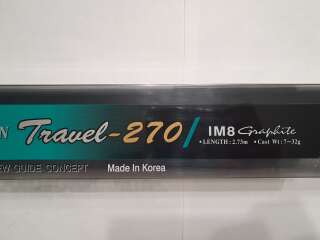 N Travel-270 / IM8 Graphite
• LENGTH : 2.75m • Cast Wt : 7~32g
EW GUIDE CONCEPT Made In Korea